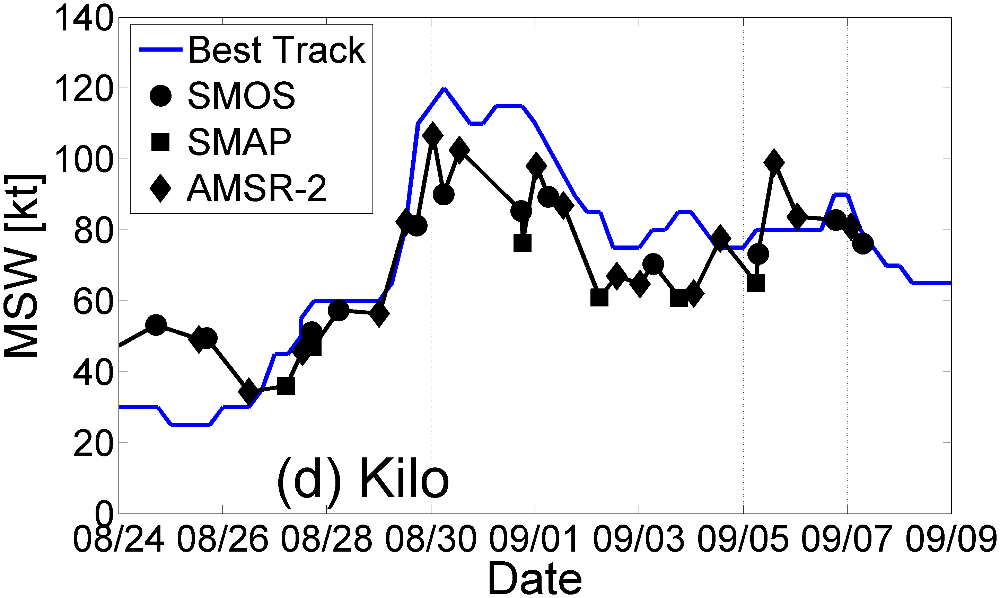 140
120
100
80
60
40
20
0
MSW [kt]
Best Track
SMOS
SMAP
AMSR-2
(d) Kilo
08/24 08/26 08/28 08/30 09/01 09/03 09/05 09/07 09/09
Date